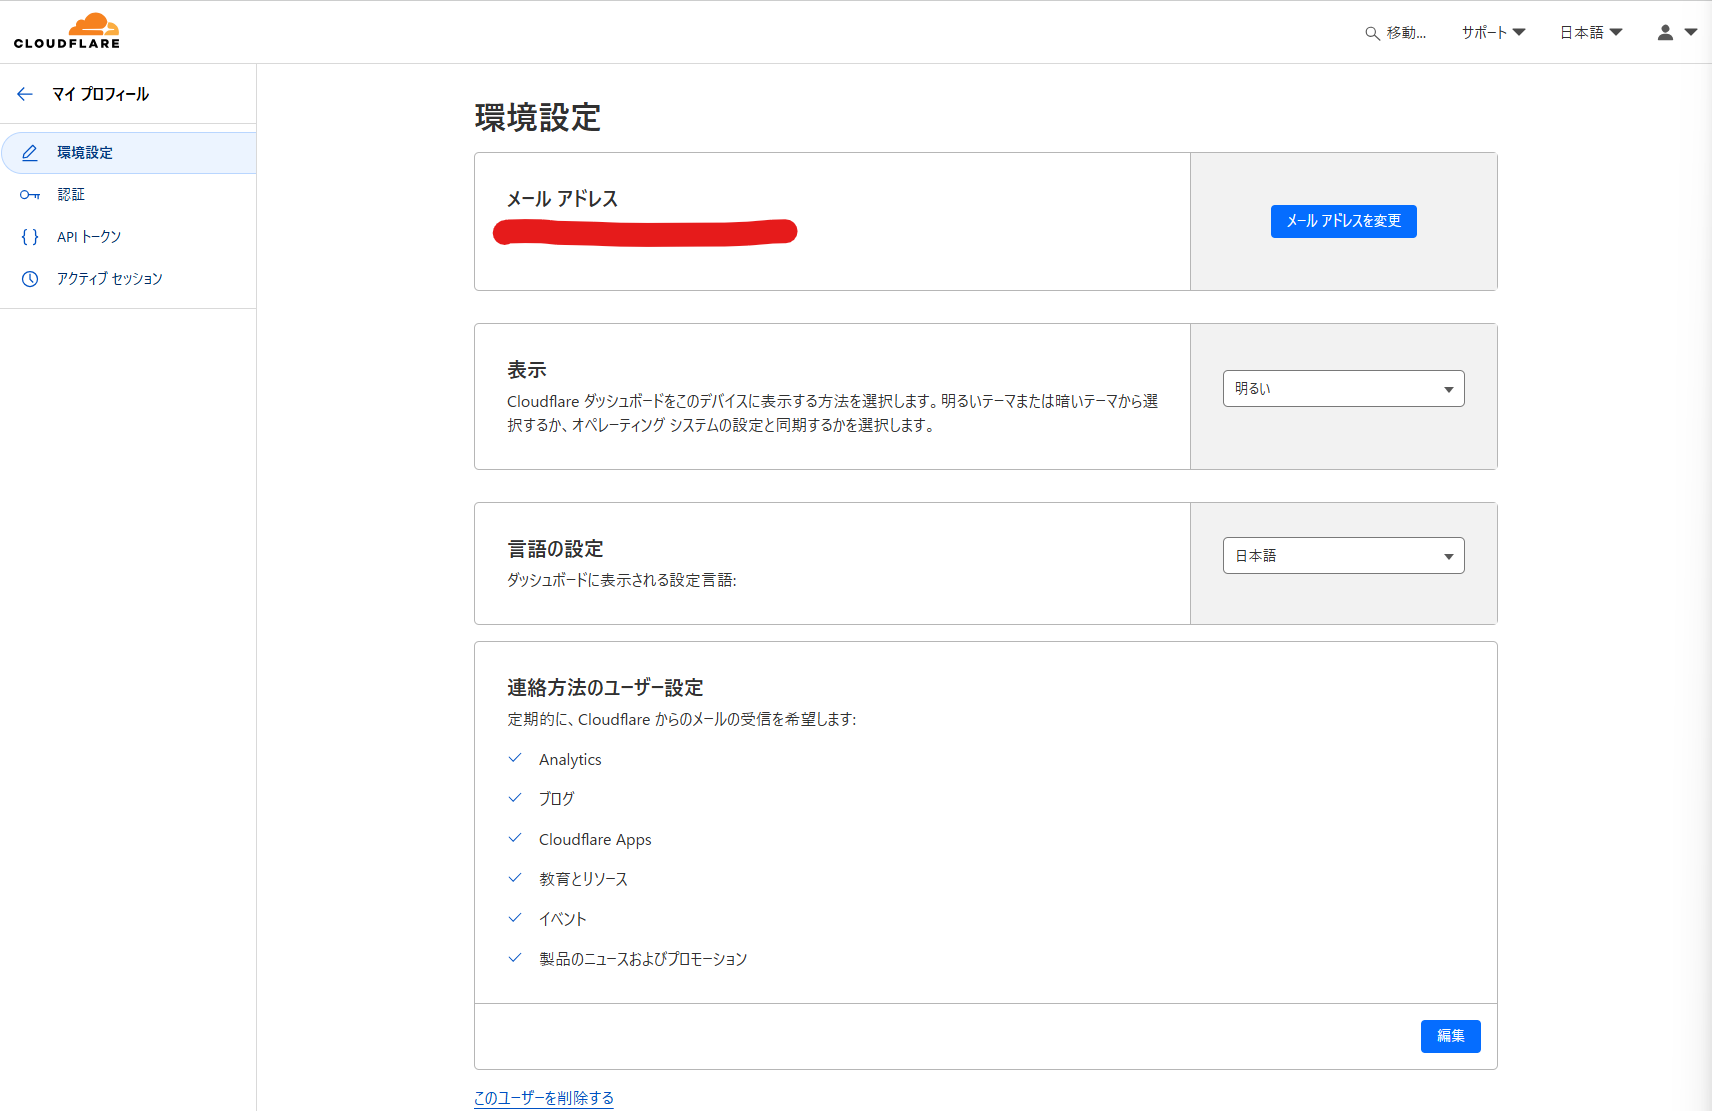 CLOUDFLARE
移動...
サポート
日本語
マイ プロフィール
環境設定
認証
API トークン
アクティブ セッション
環境設定
メール アドレス
メール アドレスを変更
表示
Cloudflare ダッシュボードをこのデバイスに表示する方法を選択します。明るいテーマまたは暗いテーマから選
択するか、オペレーティング システムの設定と同期するかを選択します。
明るい
言語の設定
ダッシュボードに表示される設定言語:
日本語
連絡方法のユーザー設定
定期的に、Cloudflare からのメールの受信を希望します:
Analytics
ブログ
Cloudflare Apps
教育とリソース
イベント
製品のニュースおよびプロモーション
編集
このユーザーを削除する